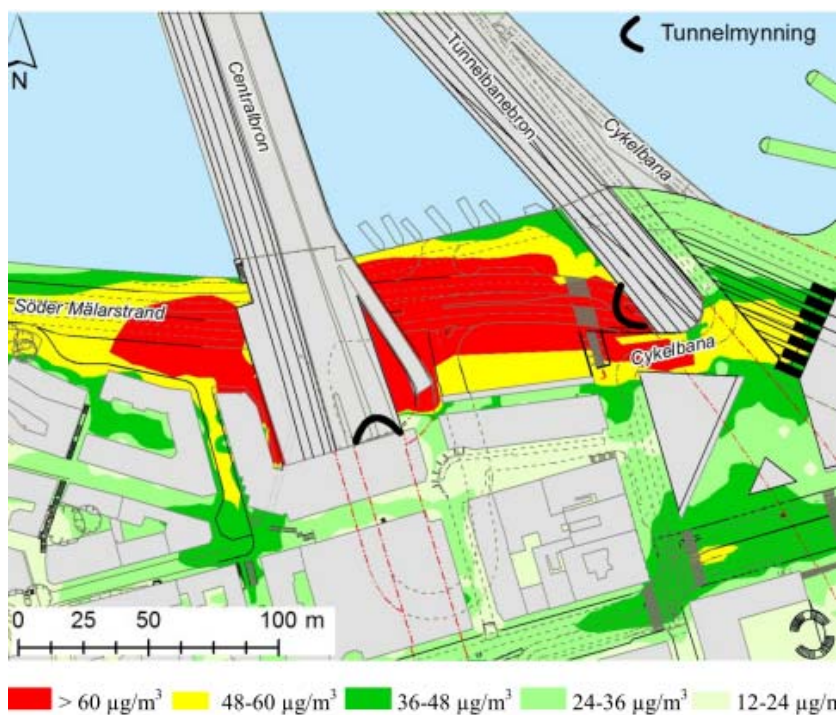 Tunnelmynning
N
Centralbron
Tunnelbanebron
Cykelbana
Söder Mälarstrand
Cykelbana
0 25 50 100 m
> 60 µg/m³ 48-60 µg/m³ 36-48 µg/m³ 24-36 µg/m³ 12-24 µg/m